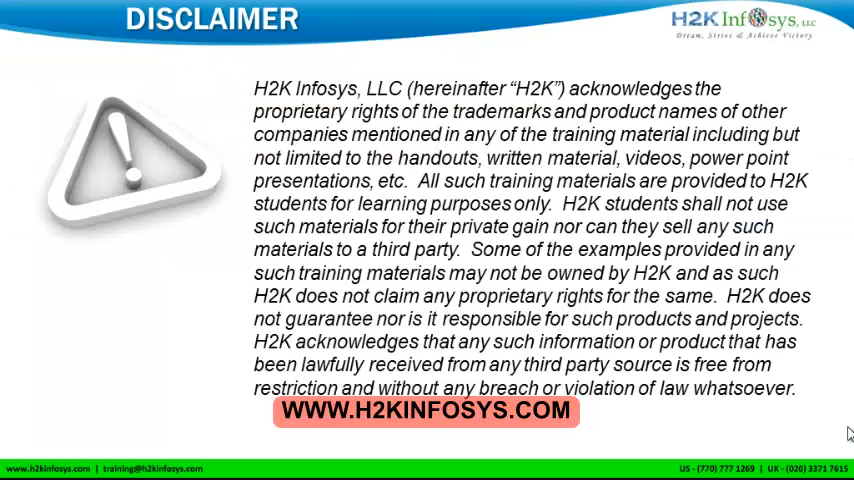 DISCLAIMER
H2K Infosys, LLC
Dream, Strive & Achieve Victory
H2K Infosys, LLC (hereinafter “H2K”) acknowledges the
proprietary rights of the trademarks and product names of other
companies mentioned in any of the training material including but
not limited to the handouts, written material, videos, power point
presentations, etc.  All such training materials are provided to H2K
students for learning purposes only.  H2K students shall not use
such materials for their private gain nor can they sell any such
materials to a third party.  Some of the examples provided in any
such training materials may not be owned by H2K and as such
H2K does not claim any proprietary rights for the same.  H2K does
not guarantee nor is it responsible for such products and projects.
H2K acknowledges that any such information or product that has
been lawfully received from any third party source is free from
restriction and without any breach or violation of law whatsoever.
WWW.H2KINFOSYS.COM
www.h2kinfosys.com | training@h2kinfosys.com
US - (770) 777 1269 | UK - (020) 3371 7615